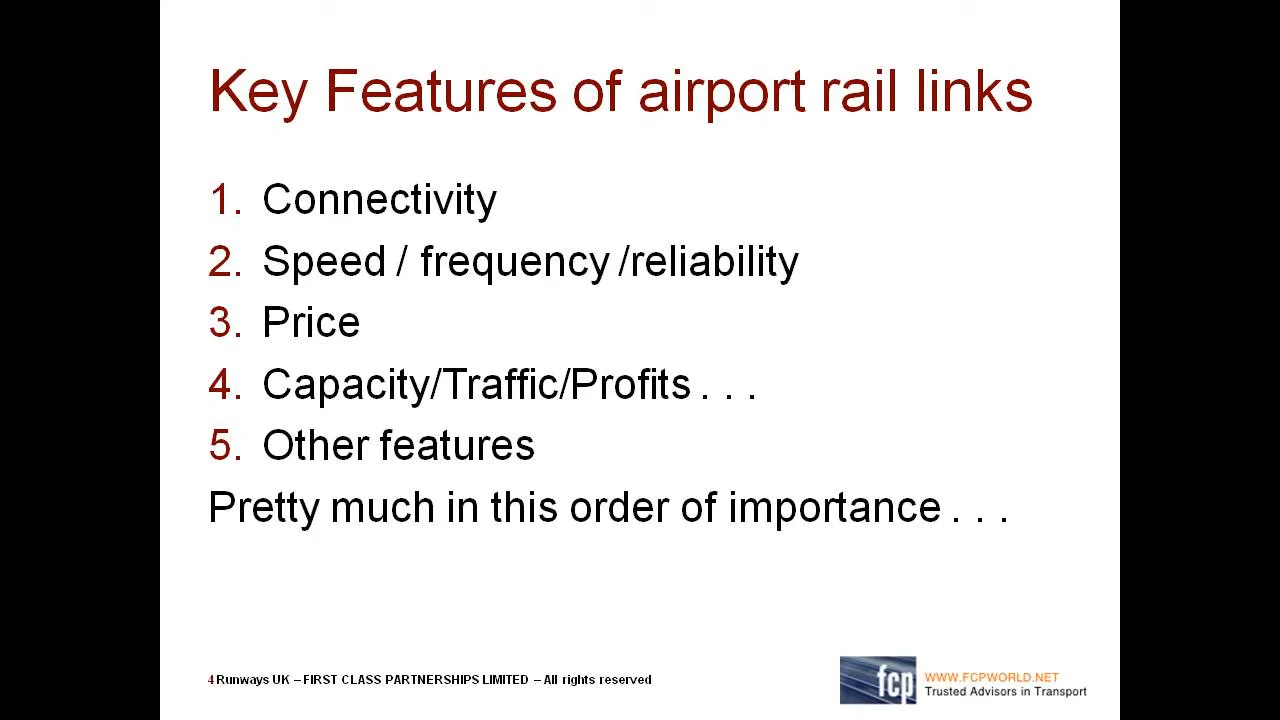 Key Features of airport rail links
1. Connectivity
2. Speed / frequency /reliability
3. Price
4. Capacity/Traffic/Profits . . .
5. Other features
Pretty much in this order of importance . . .
4 Runways UK – FIRST CLASS PARTNERSHIPS LIMITED – All rights reserved
fcp
WWW.FCPWORLD.NET
Trusted Advisors in Transport